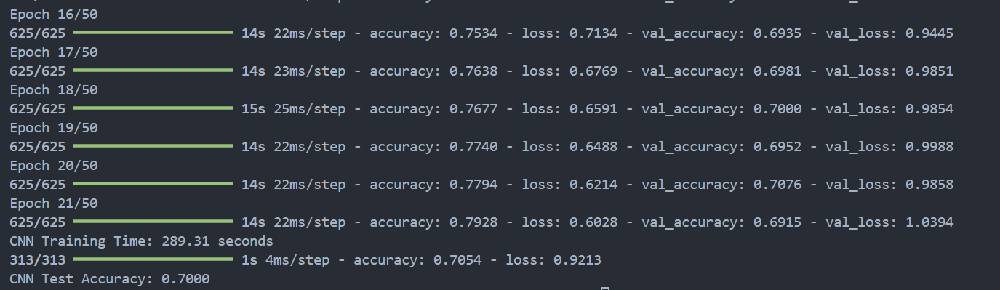 Epoch 16/50
625/625 ━━━━━━━━━━━━━━━━━━━━ 14s 22ms/step - accuracy: 0.7534 - loss: 0.7134 - val_accuracy: 0.6935 - val_loss: 0.9445
Epoch 17/50
625/625 ━━━━━━━━━━━━━━━━━━━━ 14s 23ms/step - accuracy: 0.7638 - loss: 0.6769 - val_accuracy: 0.6981 - val_loss: 0.9851
Epoch 18/50
625/625 ━━━━━━━━━━━━━━━━━━━━ 15s 25ms/step - accuracy: 0.7677 - loss: 0.6591 - val_accuracy: 0.7000 - val_loss: 0.9854
Epoch 19/50
625/625 ━━━━━━━━━━━━━━━━━━━━ 14s 22ms/step - accuracy: 0.7740 - loss: 0.6488 - val_accuracy: 0.6952 - val_loss: 0.9988
Epoch 20/50
625/625 ━━━━━━━━━━━━━━━━━━━━ 14s 22ms/step - accuracy: 0.7794 - loss: 0.6214 - val_accuracy: 0.7076 - val_loss: 0.9858
Epoch 21/50
625/625 ━━━━━━━━━━━━━━━━━━━━ 14s 22ms/step - accuracy: 0.7928 - loss: 0.6028 - val_accuracy: 0.6915 - val_loss: 1.0394
CNN Training Time: 289.31 seconds
313/313 ━━━━━━━━━━━━━━━━━━━━ 1s 4ms/step - accuracy: 0.7054 - loss: 0.9213
CNN Test Accuracy: 0.7000